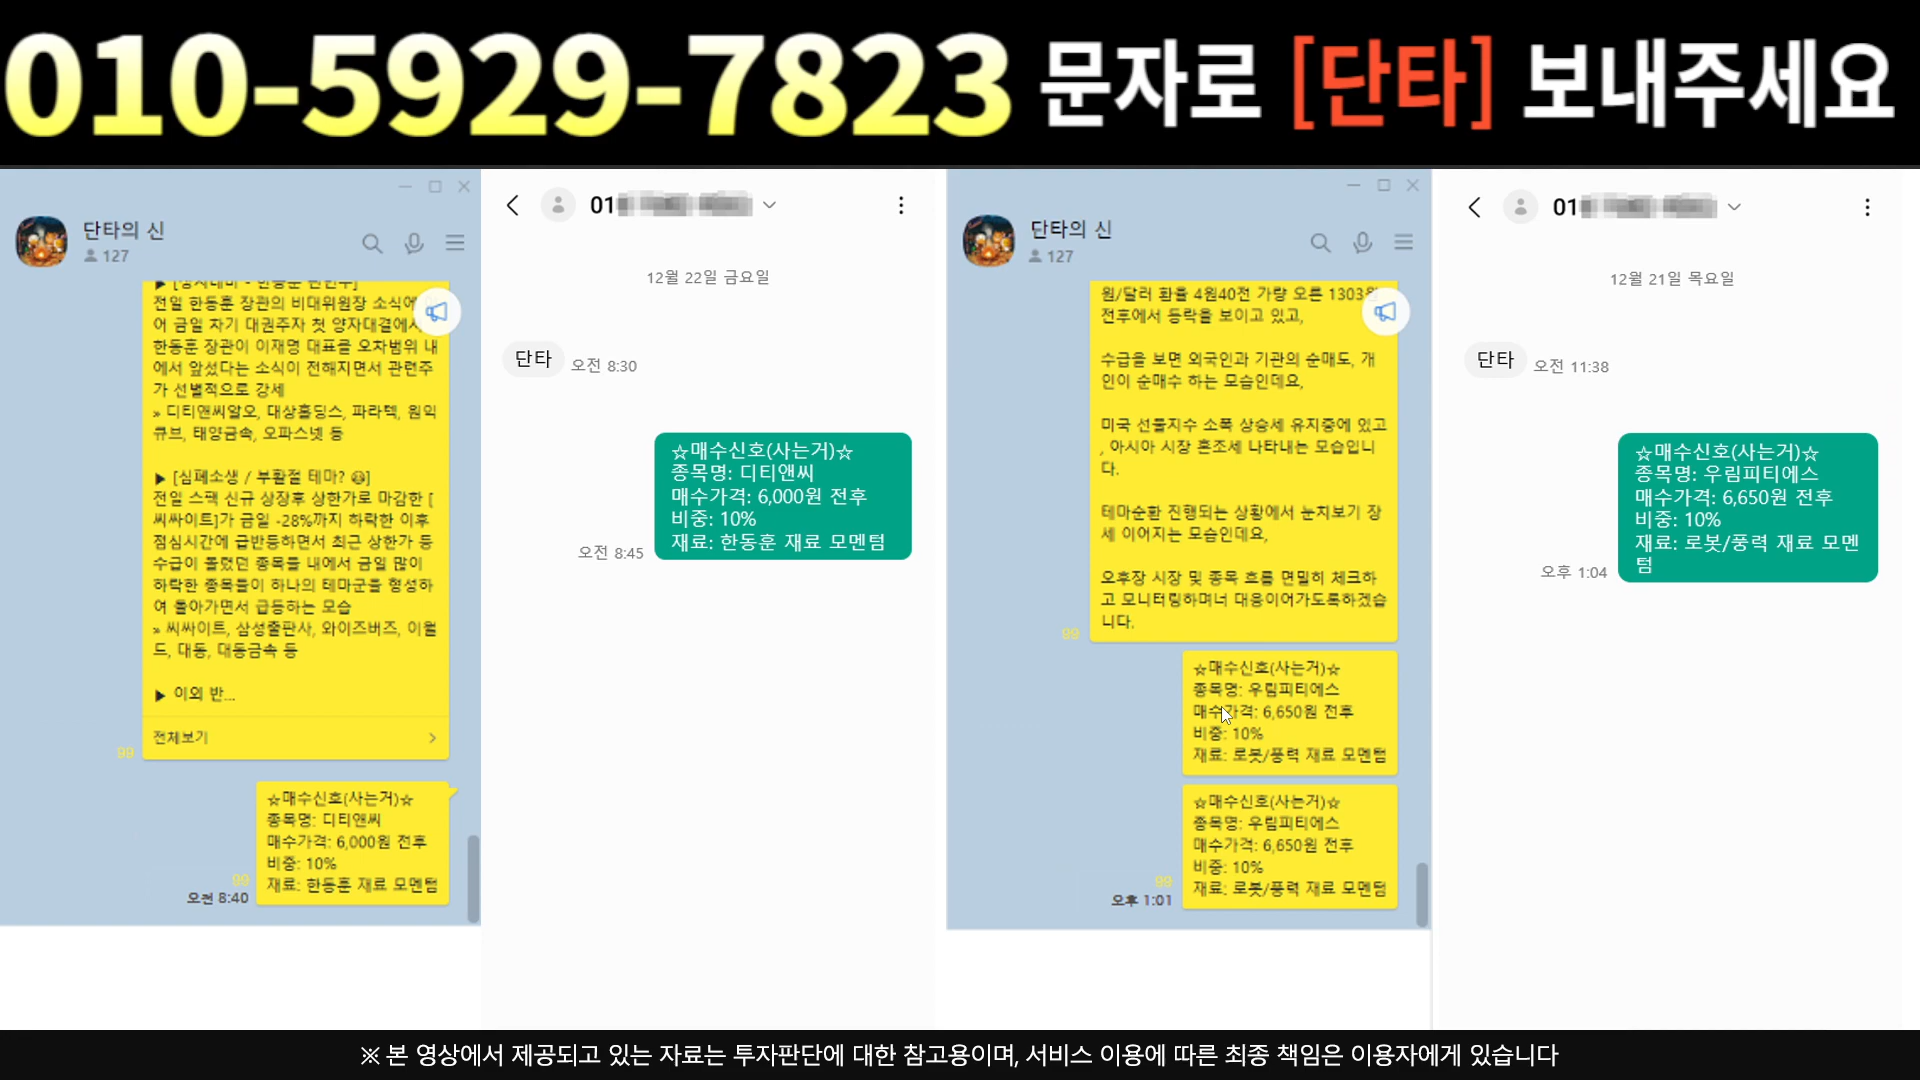 010-5929-7823 문자로 [단타] 보내주세요
단타의 신
127
전일 한동훈 장관의 비대위원장 소식에
어 금일 차기 대권주자 첫 양자대결에서
한동훈 장관이 이재명 대표를 오차범위 내
에서 앞섰다는 소식이 전해지면서 관련주
가 선별적으로 강세
» 디티앤씨알오, 대상홀딩스, 파라텍, 원익
큐브, 태양금속, 오파스넷 등
▶ [심폐소생 / 부활절 테마? 😂]
전일 스팩 신규 상장후 상한가로 마감한 [
씨싸이트]가 금일 -28%까지 하락한 이후
점심시간에 급반등하면서 최근 상한가 등
수급이 몰렸던 종목들 내에서 금일 많이
하락한 종목들이 하나의 테마군을 형성하
여 돌아가면서 급등하는 모습
» 씨싸이트, 삼성출판사, 와이즈버즈, 이월
드, 대동, 대동금속 등
▶ 이외 반...
전체보기
99
☆매수신호(사는거)☆
종목명: 디티앤씨
매수가격: 6,000원 전후
비중: 10%
재료: 한동훈 재료 모멘텀
99
오전 8:40
01
12월 22일 금요일
단타
오전 8:30
☆매수신호(사는거)☆
종목명: 디티앤씨
매수가격: 6,000원 전후
비중: 10%
재료: 한동훈 재료 모멘텀
오전 8:45
단타의 신
127
원/달러 환율 4원40전 가량 오른 1303원
전후에서 등락을 보이고 있고,
수급을 보면 외국인과 기관의 순매도, 개
인이 순매수 하는 모습인데요,
미국 선물지수 소폭 상승세 유지중에 있고
, 아시아 시장 혼조세 나타내는 모습입니
다.
테마순환 진행되는 상황에서 눈치보기 장
세 이어지는 모습인데요,
오후장 시장 및 종목 흐름 면밀히 체크하
고 모니터링하며너 대응이어가도록하겠습
니다.
99
☆매수신호(사는거)☆
종목명: 우림피티에스
매수가격: 6,650원 전후
비중: 10%
재료: 로봇/풍력 재료 모멘텀
☆매수신호(사는거)☆
종목명: 우림피티에스
매수가격: 6,650원 전후
비중: 10%
재료: 로봇/풍력 재료 모멘텀
99
오후 1:01
01
12월 21일 목요일
단타
오전 11:38
☆매수신호(사는거)☆
종목명: 우림피티에스
매수가격: 6,650원 전후
비중: 10%
재료: 로봇/풍력 재료 모멘
텀
오후 1:04
※ 본 영상에서 제공되고 있는 자료는 투자판단에 대한 참고용이며, 서비스 이용에 따른 최종 책임은 이용자에게 있습니다